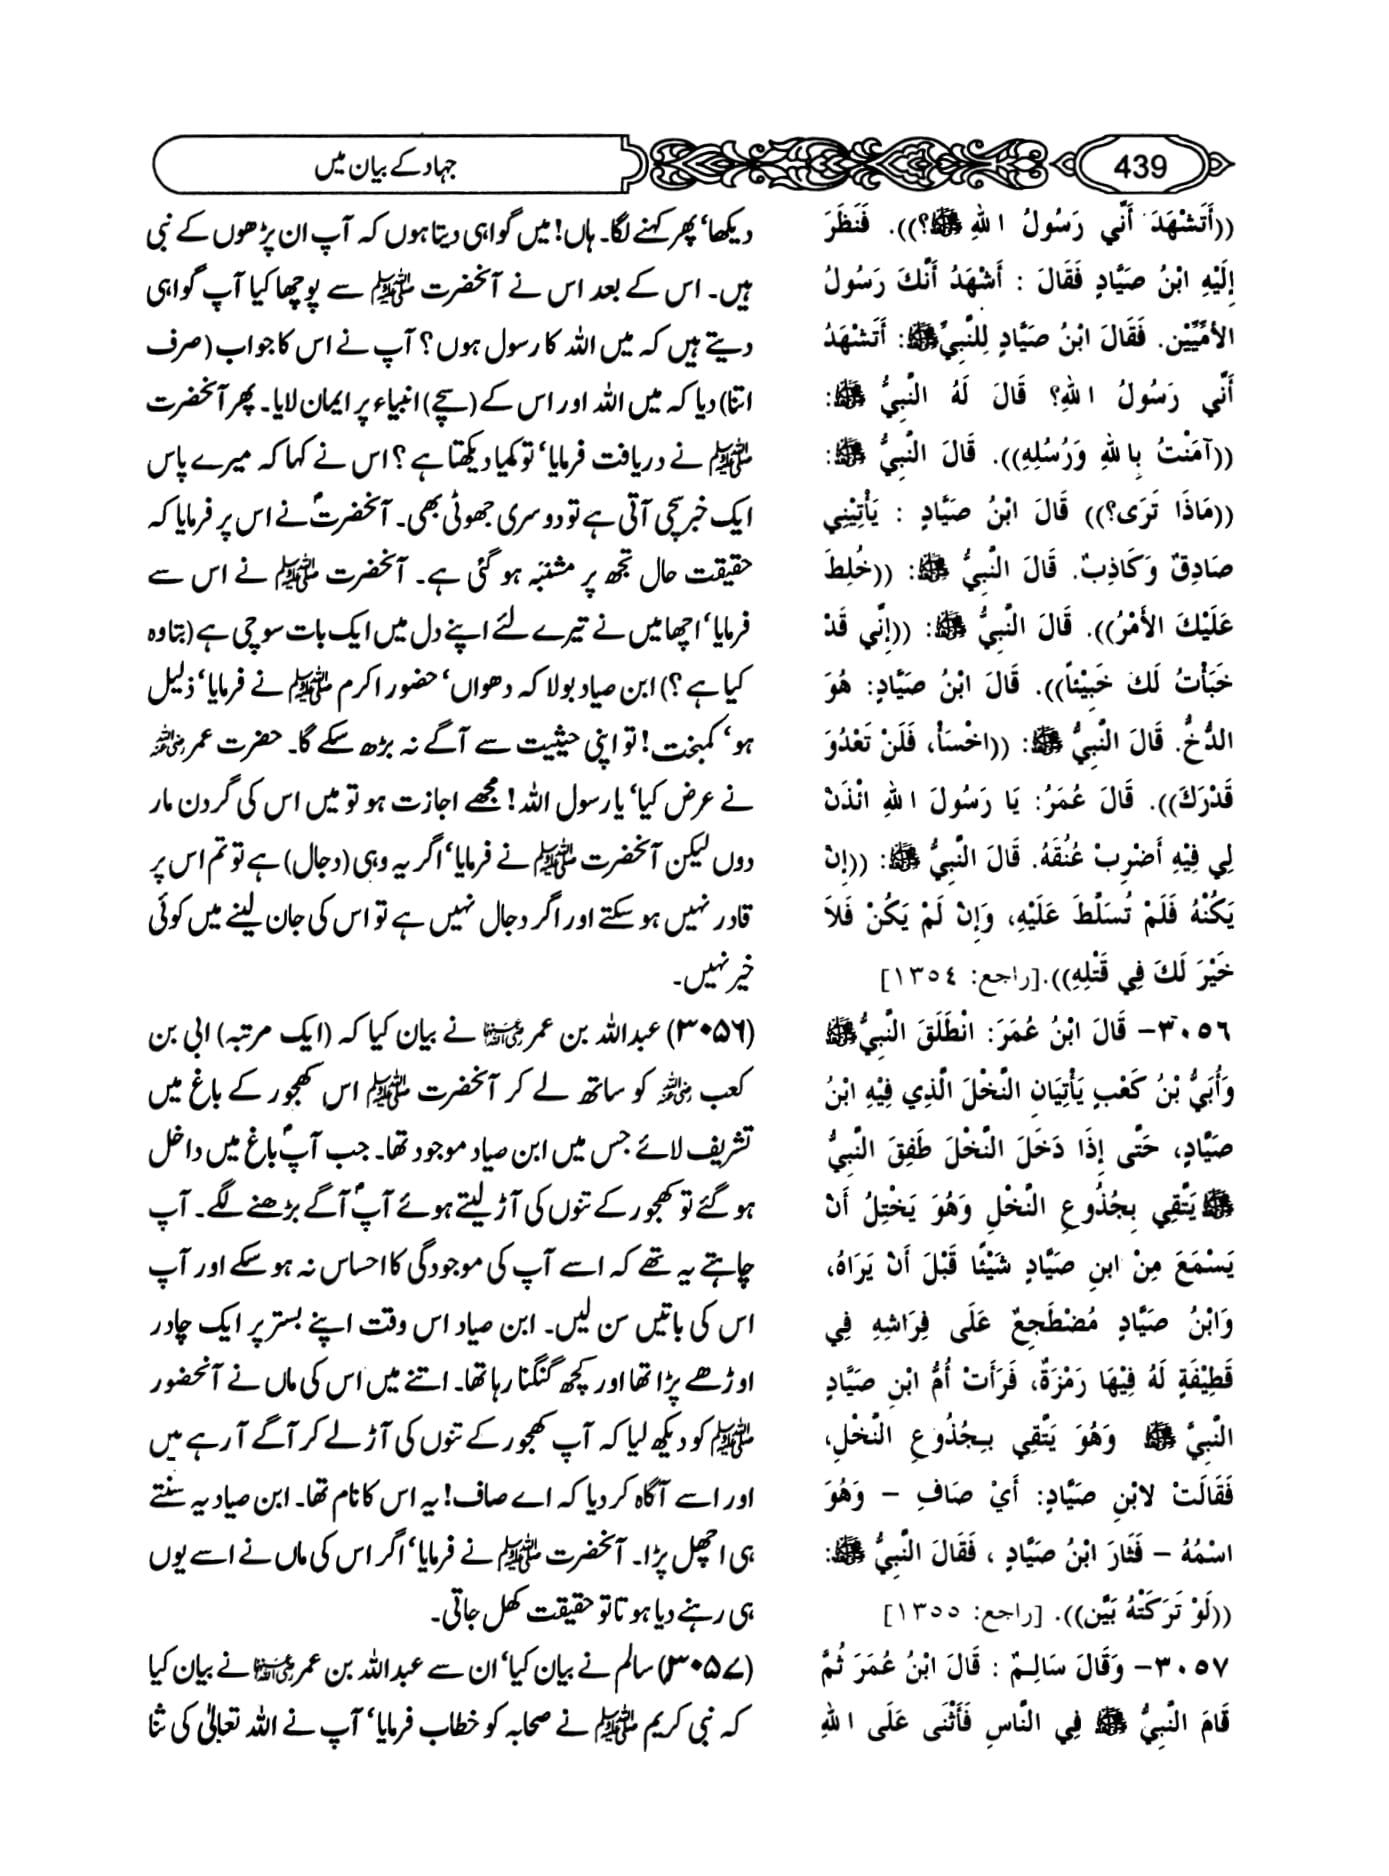 439
جہاد کے بیان میں
((أَتَشْهَدَ أَنِّي رَسُولُ اللهِ ﷺ؟)). فَنَظَرَ
إِلَيْهِ ابْنُ صَيَّادٍ فَقَالَ : أَشْهَدُ أَنَّكَ رَسُولُ
الأُمِّيِّيْن. فَقَالَ ابْنُ صَيَّادٍ لِلنَّبِيِّ ﷺ: أَتَشْهَدُ
أَنِّي رَسُولُ اللهِ؟ قَالَ لَهُ النَّبِيُّ ﷺ:
((آمَنْتُ بِاللهِ وَرُسُلِهِ)). قَالَ النَّبِيُّ ﷺ:
((مَاذَا تَرَى؟)) قَالَ ابْنُ صَيَّادٍ : يَأْتِيْنِي
صَادِقٌ وَكَاذِبٌ. قَالَ النَّبِيُّ ﷺ: ((خُلِطَ
عَلَيْكَ الأَمْرُ)). قَالَ النَّبِيُّ ﷺ: ((إِنِّي قَدْ
خَبَأْتُ لَكَ خَبِيْئاً)). قَالَ ابْنُ صَيَّادٍ: هُوَ
الدُّخُّ. قَالَ النَّبِيُّ ﷺ: ((اخْسَأْ، فَلَنْ تَعْدُوَ
قَدْرَكَ)). قَالَ عُمَرُ: يَا رَسُولَ اللهِ ائْذَنْ
لِي فِيْهِ أَضْرِبْ عُنُقَهُ. قَالَ النَّبِيُّ ﷺ: ((إِنْ
يَكُنْهُ فَلَمْ تُسَلَّطَ عَلَيْهِ، وَإِنْ لَمْ يَكُنْ فَلاَ
خَيْرَ لَكَ فِي قَتْلِهِ)).[راجع: ١٣٥٤]
٣٠٥٦- قَالَ ابْنُ عُمَرَ: انْطَلَقَ النَّبِيُّ ﷺ
وَأُبَيُّ بْنُ كَعْبٍ يَأْتِيَانِ النَّخْلَ الَّذِي فِيْهِ ابْنُ
صَيَّادٍ، حَتَّى إِذَا دَخَلَ النَّخْلَ طَفِقَ النَّبِيُّ
ﷺ يَتَّقِي بِجُذُوعِ النَّخْلِ وَهُوَ يَخْتِلُ أَنْ
يَسْمَعَ مِنْ ابنِ صَيَّادٍ شَيْئًا قَبْلَ أَنْ يَرَاهُ،
وَابْنُ صَيَّادٍ مُضْطَجِعٌ عَلَى فِرَاشِهِ فِي
قَطِيْفَةٍ لَهُ فِيْهَا رَمْزَةٌ، فَرَأَتْ أُمُّ ابْنِ صَيَّادٍ
النَّبِيَّ ﷺ وَهُوَ يَتَّقِي بِجُذُوعِ النَّخْلِ،
فَقَالَتْ لابْنِ صَيَّادٍ: أَيْ صَافِ – وَهُوَ
اسْمُهُ – فَثَارَ ابْنُ صَيَّادٍ ، فَقَالَ النَّبِيُّ ﷺ:
((لَوْ تَرَكَتْهُ بَيَّن)). [راجع: ١٣٥٥]
٣٠٥٧- وَقَالَ سَالِمٌ : قَالَ ابْنُ عُمَرَ ثُمَّ
قَامَ النَّبِيُّ ﷺ فِي النَّاسِ فَأَثْنَى عَلَى اللهِ
دیکھا' پھر کہنے لگا۔ ہاں! میں گواہی دیتا ہوں کہ آپ ان پڑھوں کے نبی
ہیں۔ اس کے بعد اس نے آنحضرت ﷺ سے پوچھا کیا آپ گواہی
دیتے ہیں کہ میں اللہ کا رسول ہوں؟ آپ نے اس کا جواب (صرف
اتنا) دیا کہ میں اللہ اور اس کے (سچے) انبیاء پر ایمان لایا۔ پھر آنحضرت
ﷺ نے دریافت فرمایا' تو کیا دیکھتا ہے؟ اس نے کہا کہ میرے پاس
ایک خبر سچی آتی ہے تو دوسری جھوٹی بھی۔ آنحضرتؐ نے اس پر فرمایا کہ
حقیقت حال تجھ پر مشتبہ ہو گئی ہے۔ آنحضرت ﷺ نے اس سے
فرمایا' اچھا میں نے تیرے لئے اپنے دل میں ایک بات سوچی ہے (بتا وہ
کیا ہے؟) ابن صیاد بولا کہ دھواں' حضور اکرم ﷺ نے فرمایا' ذلیل
ہو' کمبخت! تو اپنی حیثیت سے آگے نہ بڑھ سکے گا۔ حضرت عمر رضی اللہ عنہ
نے عرض کیا' یا رسول اللہ! مجھے اجازت ہو تو میں اس کی گردن مار
دوں لیکن آنحضرت ﷺ نے فرمایا' اگر یہ وہی (دجال) ہے تو تم اس پر
قادر نہیں ہو سکتے اور اگر دجال نہیں ہے تو اس کی جان لینے میں کوئی
خیر نہیں۔
(۳۰۵۶) عبداللہ بن عمر رضی اللہ عنہما نے بیان کیا کہ (ایک مرتبہ) ابی بن
کعب رضی اللہ عنہ کو ساتھ لے کر آنحضرت ﷺ اس کھجور کے باغ میں
تشریف لائے جس میں ابن صیاد موجود تھا۔ جب آپؐ باغ میں داخل
ہو گئے تو کھجور کے تنوں کی آڑ لیتے ہوئے آپؐ آگے بڑھنے لگے۔ آپ
چاہتے یہ تھے کہ اسے آپ کی موجودگی کا احساس نہ ہو سکے اور آپ
اس کی باتیں سن لیں۔ ابن صیاد اس وقت اپنے بستر پر ایک چادر
اوڑھے پڑا تھا اور کچھ گنگنا رہا تھا۔ اتنے میں اس کی ماں نے آنحضور
ﷺ کو دیکھ لیا کہ آپ کھجور کے تنوں کی آڑ لے کر آگے آ رہے ہیں
اور اسے آگاہ کر دیا کہ اے صاف! یہ اس کا نام تھا۔ ابن صیاد یہ سنتے
ہی اچھل پڑا۔ آنحضرت ﷺ نے فرمایا' اگر اس کی ماں نے اسے یوں
ہی رہنے دیا ہوتا تو حقیقت کھل جاتی۔
(۳۰۵۷) سالم نے بیان کیا' ان سے عبداللہ بن عمر رضی اللہ عنہما نے بیان کیا
کہ نبی کریم ﷺ نے صحابہ کو خطاب فرمایا' آپ نے اللہ تعالیٰ کی ثنا